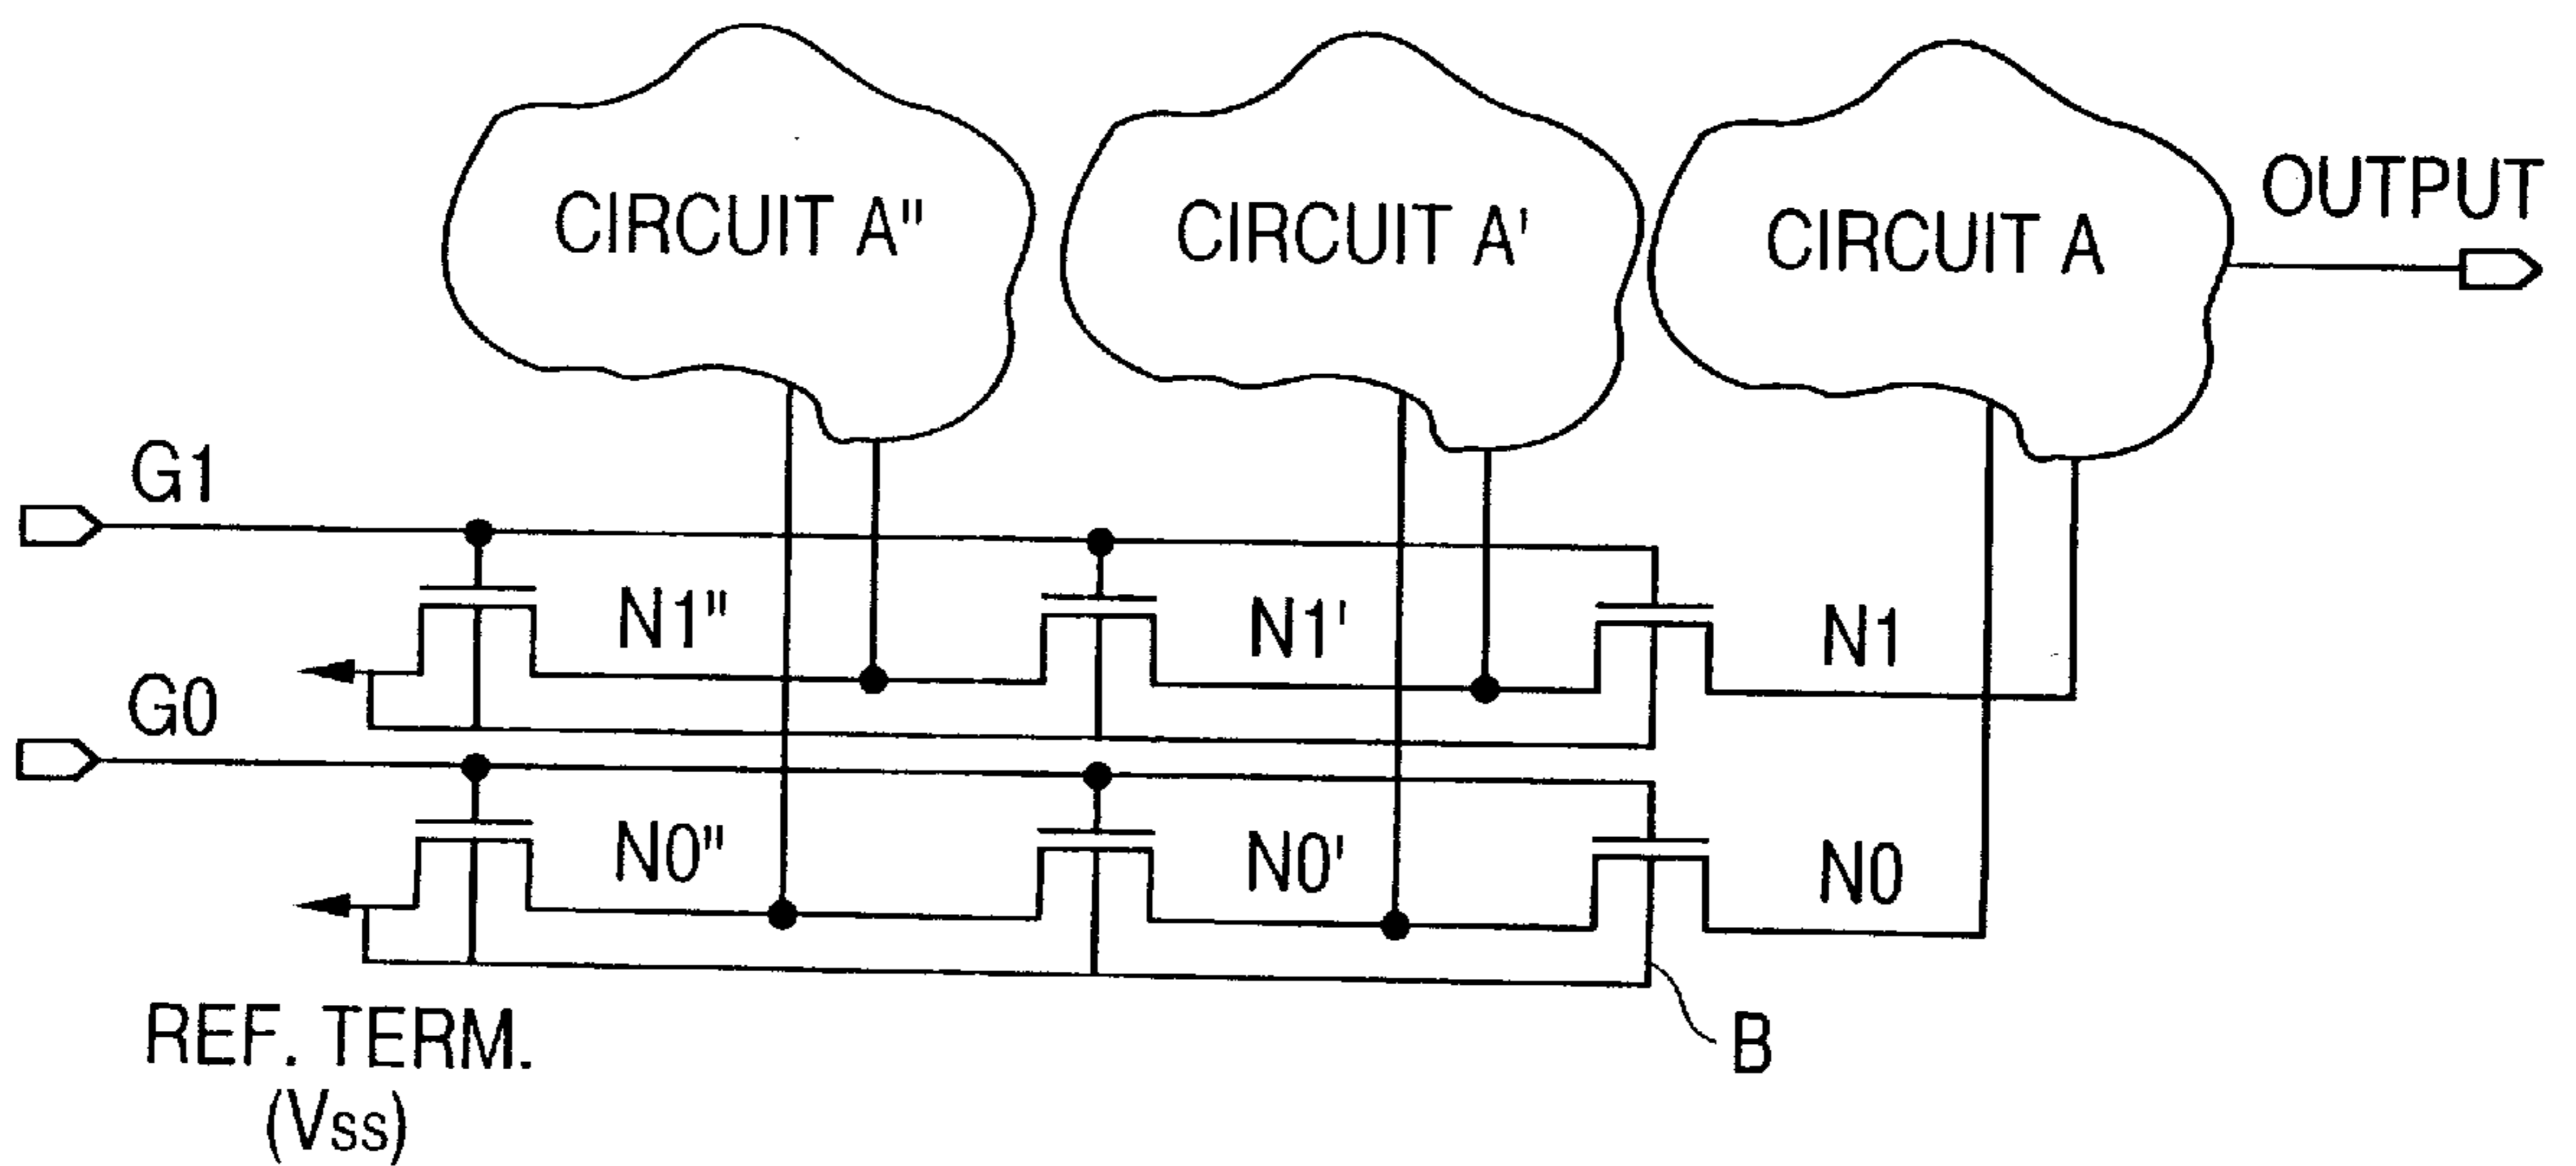 CIRCUIT A"
CIRCUIT A'
CIRCUIT A
OUTPUT
G1
N1"
N1'
N1
G0
N0"
N0'
N0
B
REF. TERM.
(VSS)